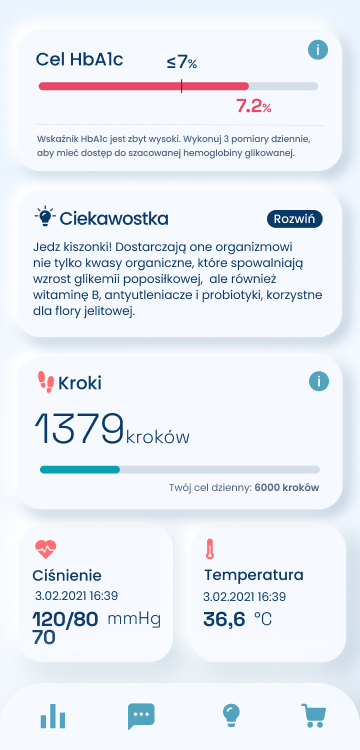 Cel HbA1c
≤7%
i
7.2%
Wskaźnik HbA1c jest zbyt wysoki. Wykonuj 3 pomiary dziennie,
aby mieć dostęp do szacowanej hemoglobiny glikowanej.
Ciekawostka
Rozwiń
Jedz kiszonki! Dostarczają one organizmowi
nie tylko kwasy organiczne, które spowalniają
wzrost glikemii poposiłkowej, ale również
witaminę B, antyutleniacze i probiotyki, korzystne
dla flory jelitowej.
Kroki
i
1379kroków
Twój cel dzienny: 6000 kroków
Ciśnienie
3.02.2021 16:39
120/80 mmHg
70
Temperatura
3.02.2021 16:39
36,6 °C